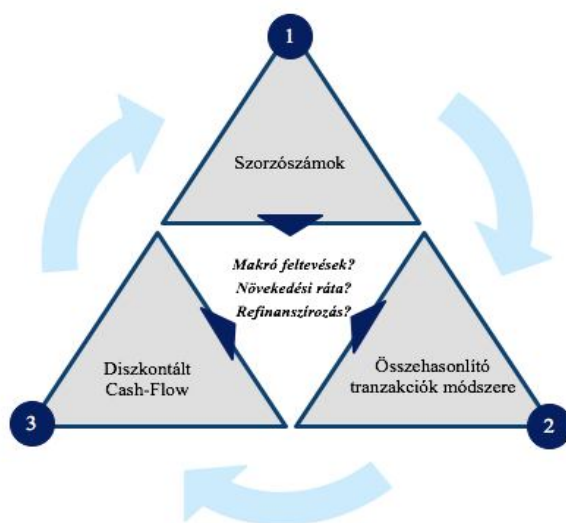 1
Szorzószámok
Makró feltevések?
Növekedési ráta?
Refinanszírozás?
Diszkontált
Cash-Flow
Összehasonlító
tranzakciók módszere
3
2